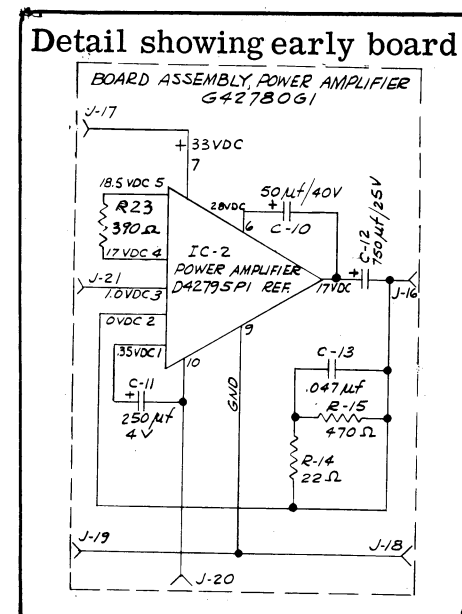 Detail showing early board
BOARD ASSEMBLY, POWER AMPLIFIER
G42780G1
J-17
+33VDC
7
18.5 VDC 5
R23
390Ω
17 VDC 4
28VDC
6
50µf/40V
+
C-10
C-12
750µf/25V
+
IC-2
POWER AMPLIFIER
D42795P1 REF.
17VDC
J-16
J-21
1.0VDC 3
0VDC 2
.35VDC 1
10
9
GND
C-11
+
250µf
4V
C-13
.047µf
R-15
470Ω
R-14
22Ω
J-19
J-18
J-20